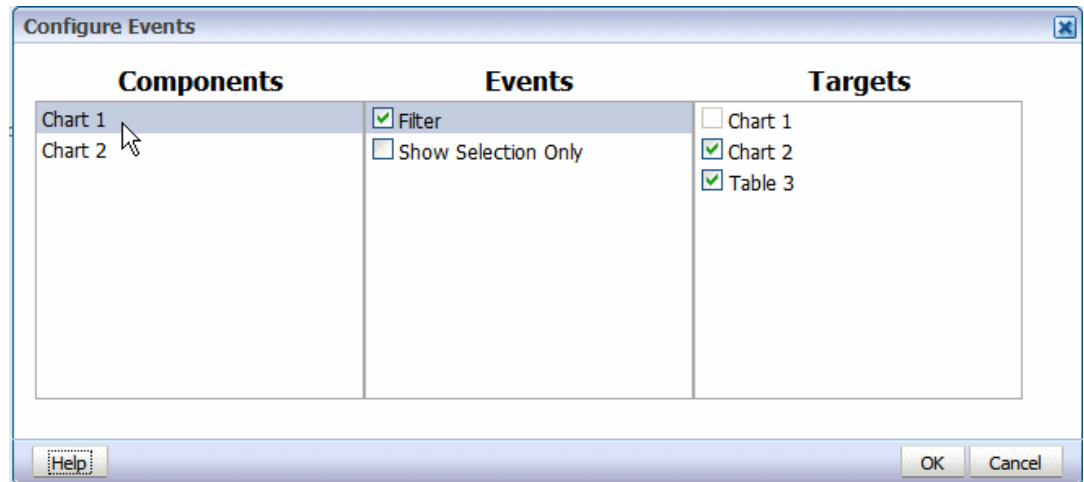 Configure Events
Components Events Targets
Chart 1 Filter Chart 1
Chart 2 Show Selection Only Chart 2
Table 3
Help OK Cancel